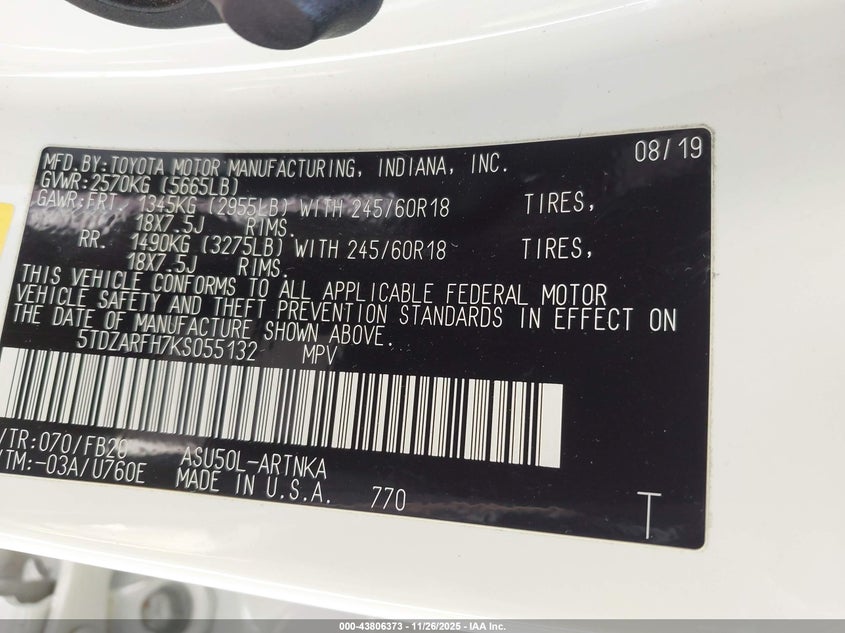 MFD. BY: TOYOTA MOTOR MANUFACTURING, INDIANA, INC. 08/19
GVWR: 2570KG (5665LB)
GAWR: FRT. 1345KG (2955LB) WITH 245/60R18 TIRES,
18X7.5J RIMS.
RR. 1490KG (3275LB) WITH 245/60R18 TIRES,
18X7.5J RIMS.
THIS VEHICLE CONFORMS TO ALL APPLICABLE FEDERAL MOTOR
VEHICLE SAFETY AND THEFT PREVENTION STANDARDS IN EFFECT ON
THE DATE OF MANUFACTURE SHOWN ABOVE.
5TDZARFH7KS055132 MPV
/TR: 070/FB20 ASU50L-ARTNKA
/TM: -03A/U760E MADE IN U.S.A. 770
T
000-43806373 - 11/26/2025 - IAA Inc.